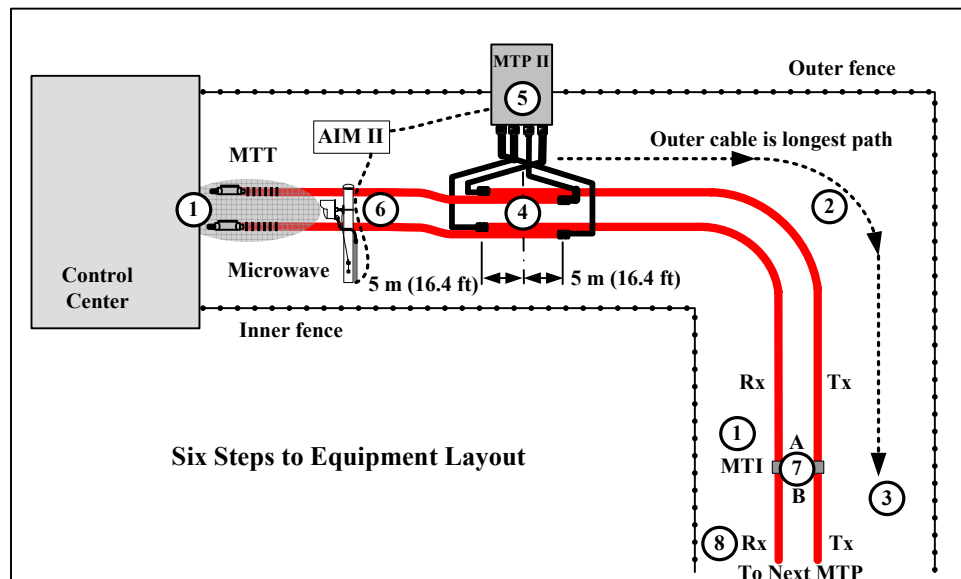 MTP II
5
Outer fence
AIM II
Outer cable is longest path
MTT
1
6
4
2
Control
Center
Microwave
5 m (16.4 ft)
5 m (16.4 ft)
Inner fence
Rx
Tx
Six Steps to Equipment Layout
1
A
MTI
7
B
3
8
Rx
Tx
To Next MTP